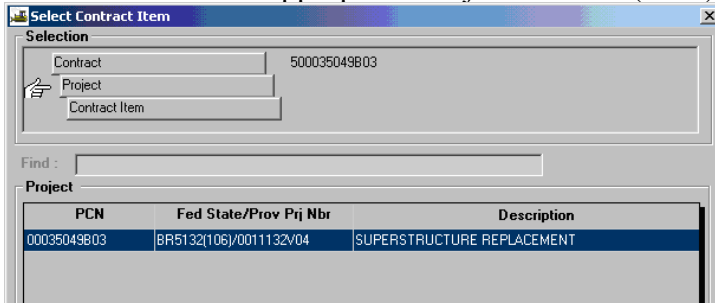 Select Contract Item
Selection
Contract 500035049B03
Project
Contract Item
Find :
Project
PCN Fed State/Prov Prj Nbr Description
00035049B03 BR5132(106)/0011132V04 SUPERSTRUCTURE REPLACEMENT